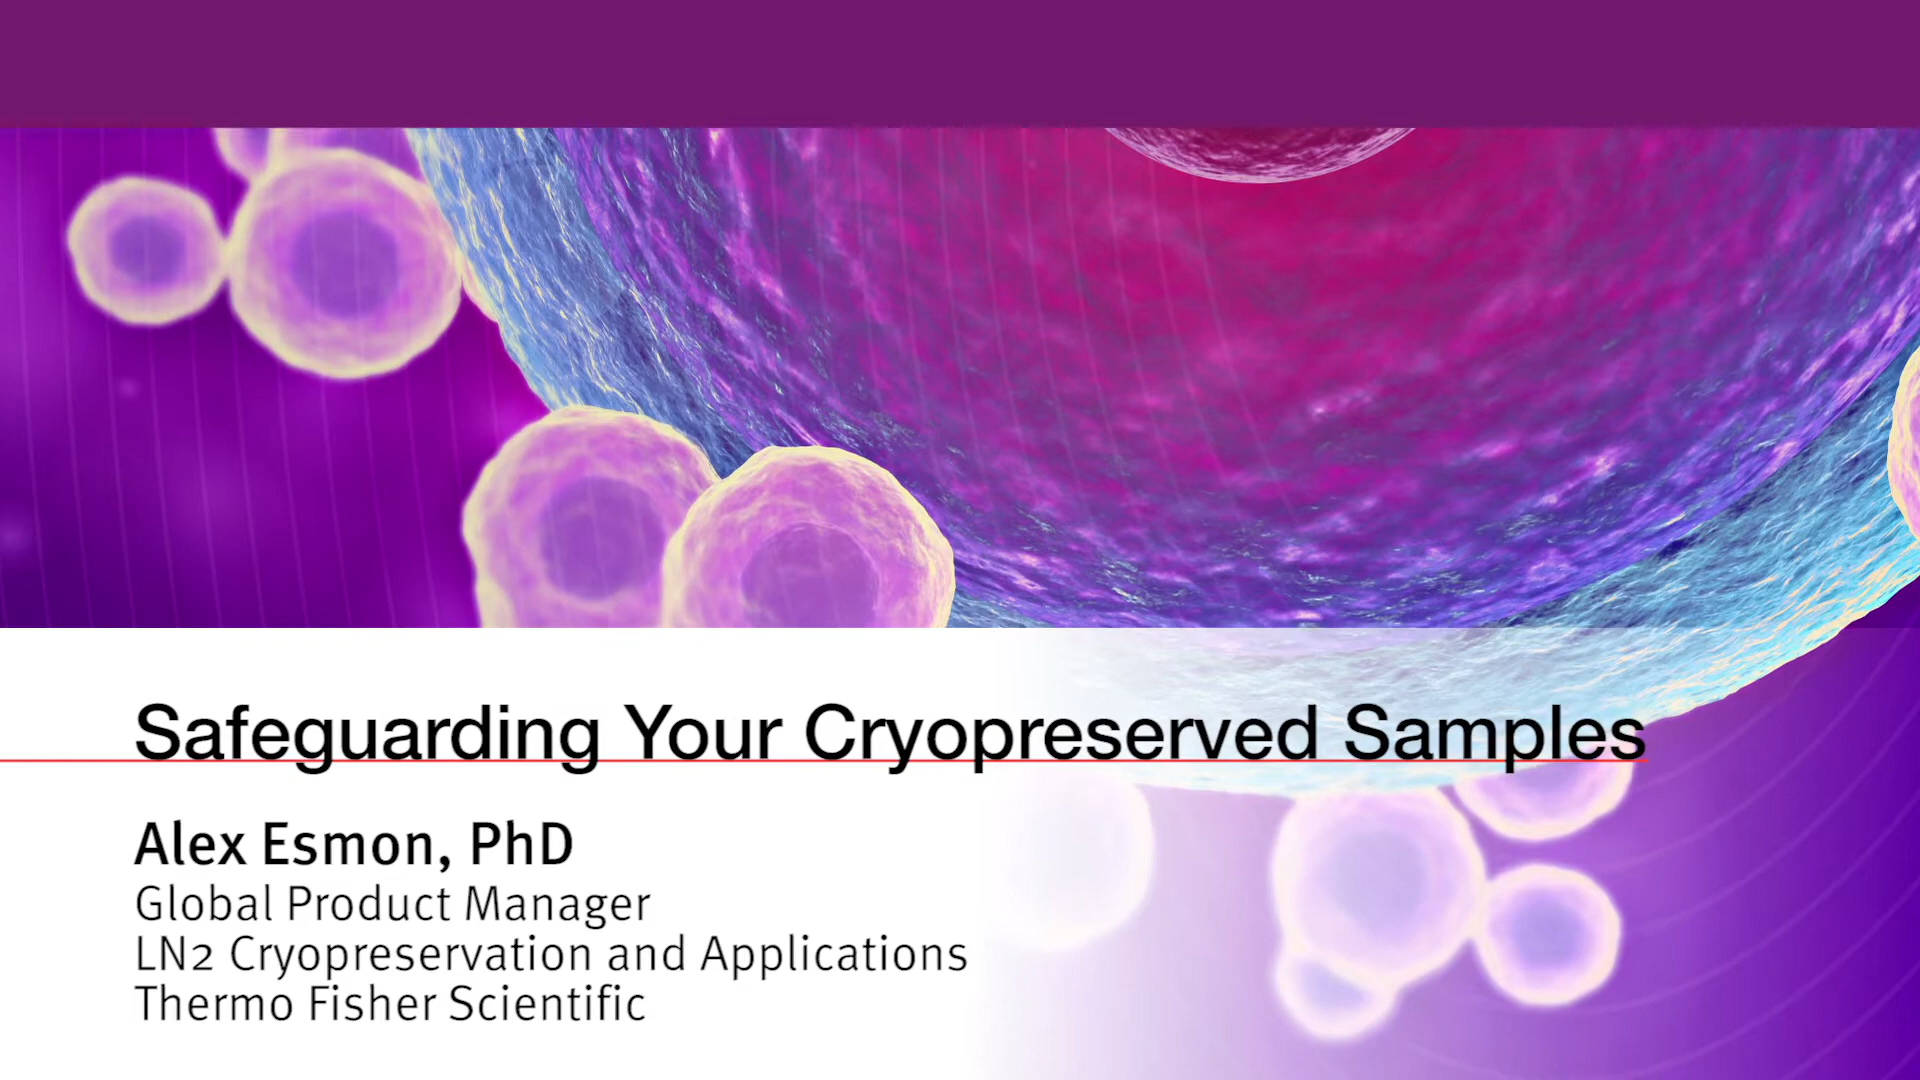 Safeguarding Your Cryopreserved Samples
Alex Esmon, PhD
Global Product Manager
LN2 Cryopreservation and Applications
Thermo Fisher Scientific